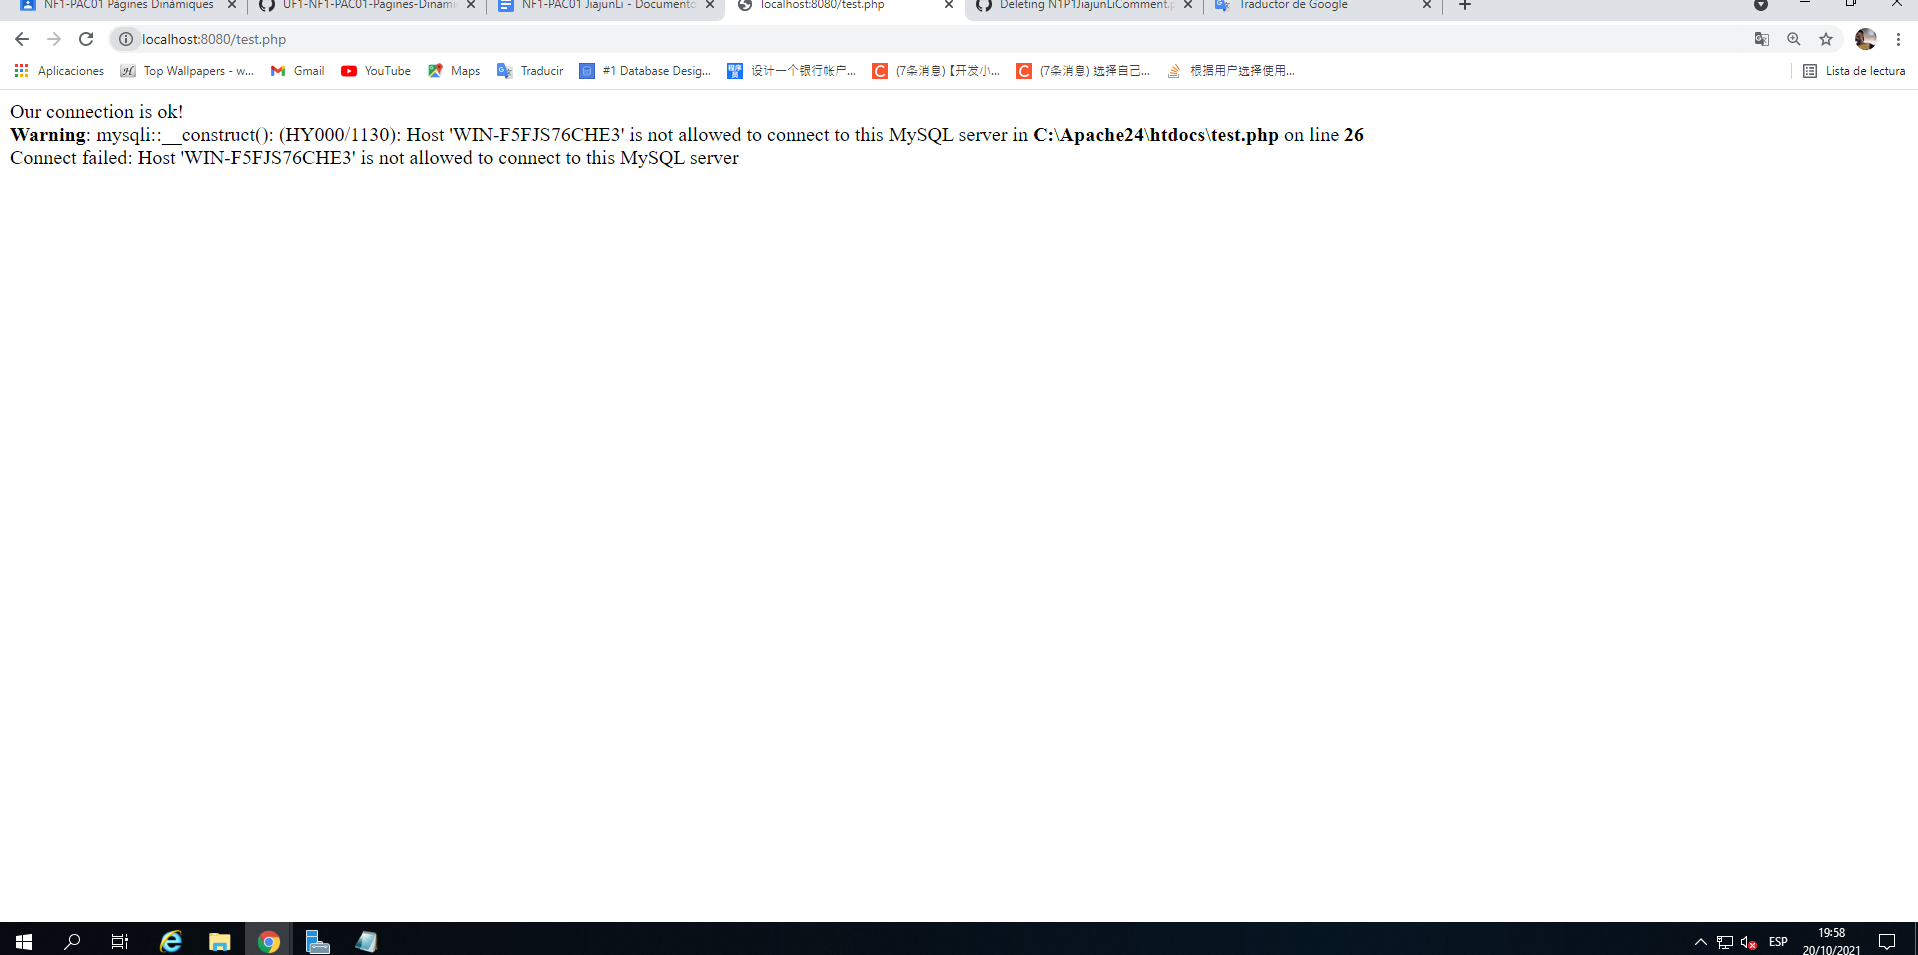 NF1-PAC01 Pàgines Dinàmiques
UF1-NF1-PAC01-Pagines-Dinami
NF1-PAC01 JiajunLi - Documento
localhost:8080/test.php
Deleting N1P1JiajunLiComment.p
Traductor de Google
localhost:8080/test.php
Aplicaciones
Top Wallpapers - w...
Gmail
YouTube
Maps
Traducir
#1 Database Desig...
程序员 设计一个银行帐户...
C (7条消息)【开发小...
C (7条消息) 选择自己...
根据用户选择使用...
Lista de lectura
Our connection is ok!
Warning: mysqli::__construct(): (HY000/1130): Host 'WIN-F5FJS76CHE3' is not allowed to connect to this MySQL server in C:\Apache24\htdocs\test.php on line 26
Connect failed: Host 'WIN-F5FJS76CHE3' is not allowed to connect to this MySQL server
ESP
19:58
20/10/2021